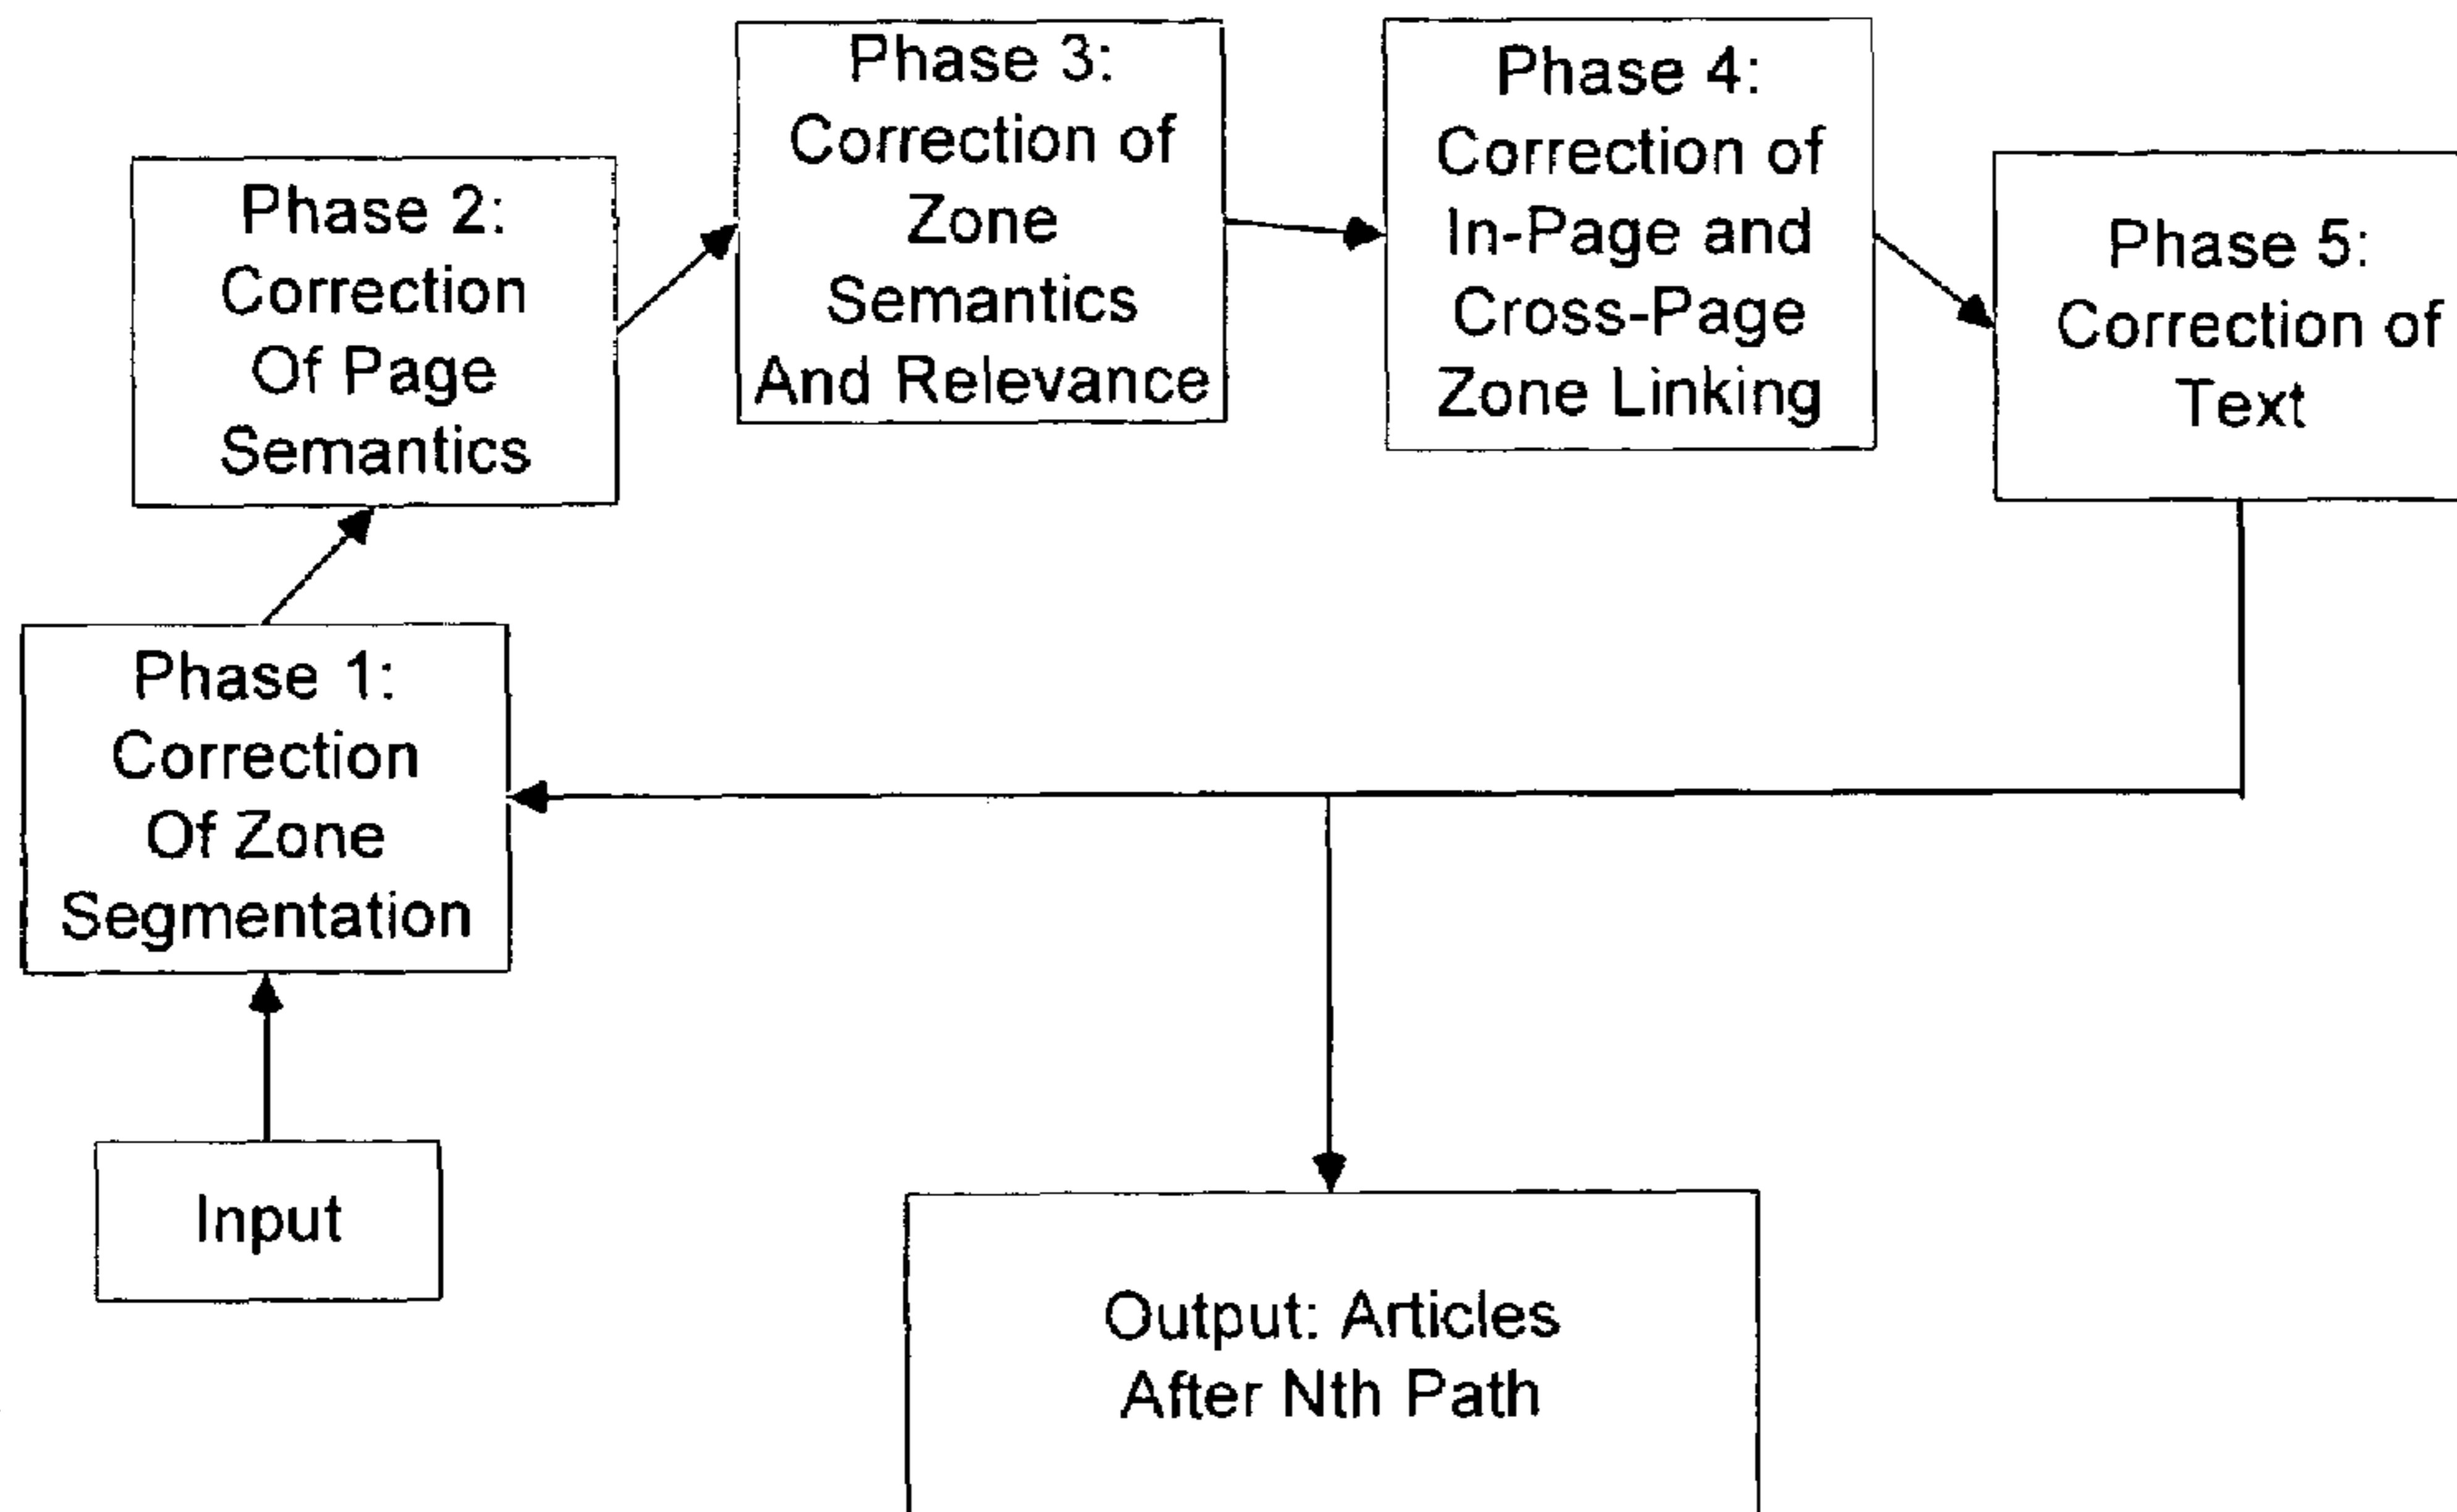 Phase 3:
Correction of
Zone
Semantics
And Relevance
Phase 4:
Correction of
In-Page and
Cross-Page
Zone Linking
Phase 2:
Correction
Of Page
Semantics
Phase 5:
Correction of
Text
Phase 1:
Correction
Of Zone
Segmentation
Input
Output: Articles
After Nth Path